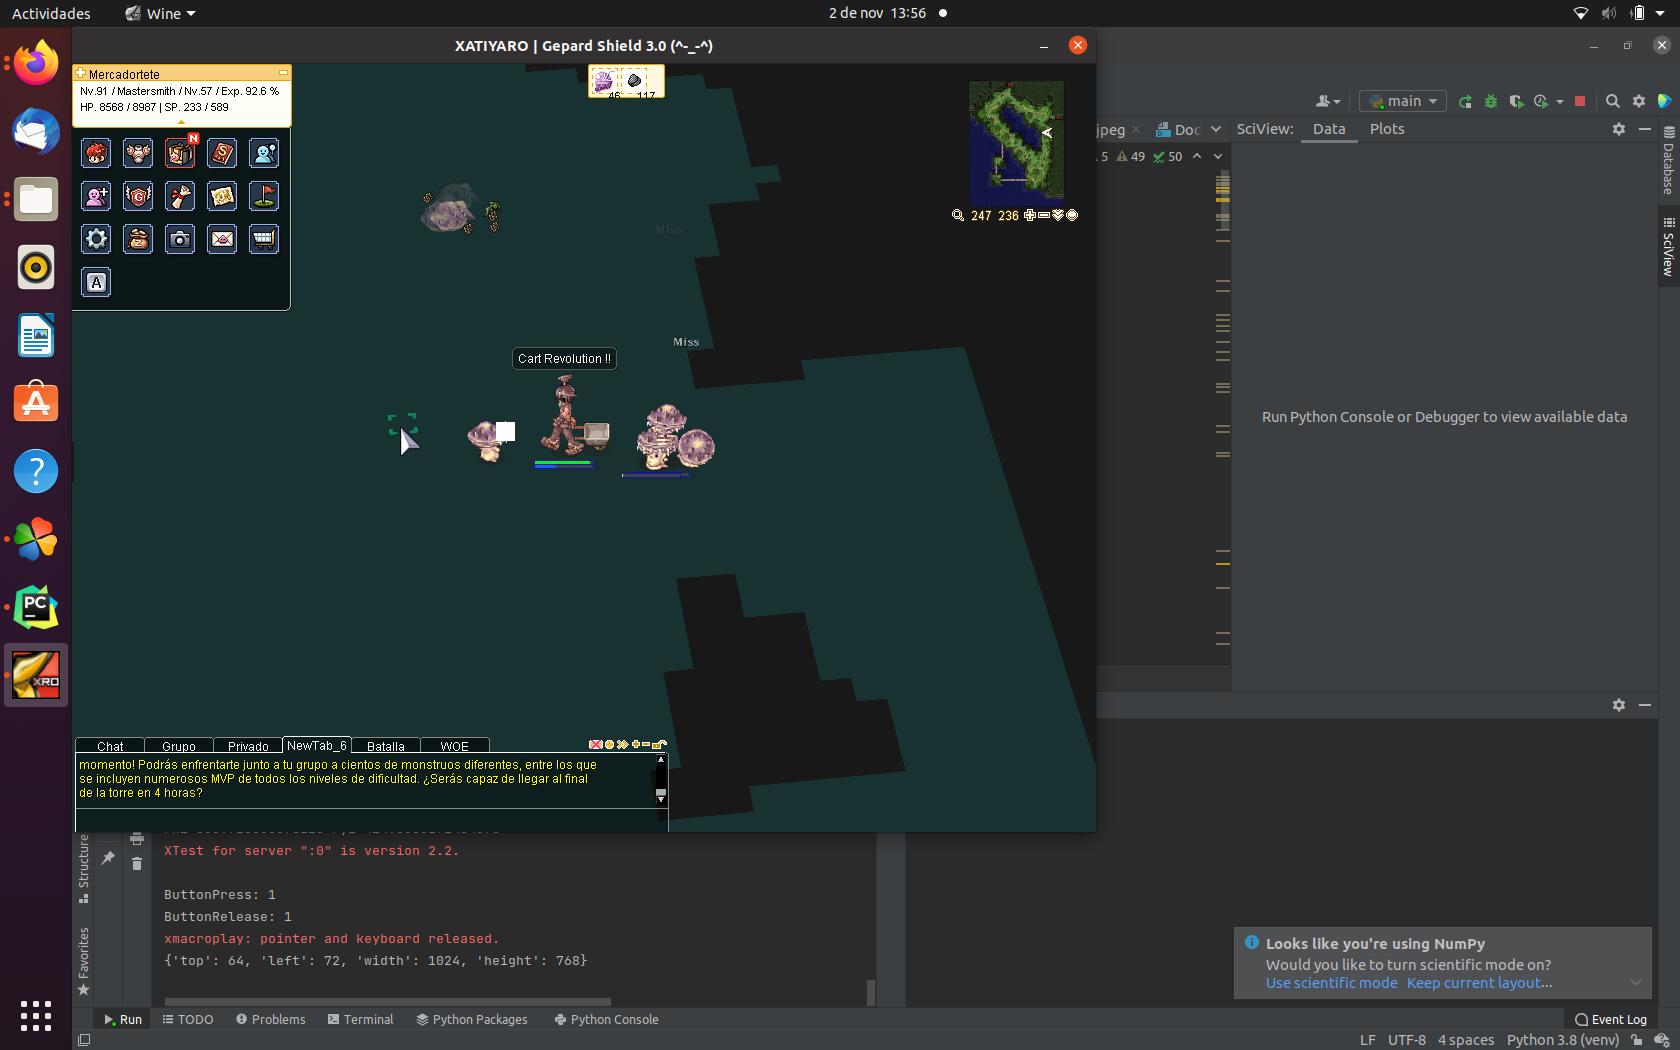 Actividades
Wine
2 de nov 13:56
XATIYARO | Gepard Shield 3.0 (^-_-^)
Mercadortete
Nv.91 / Mastersmith / Nv.57 / Exp. 92.6 %
HP. 8568 / 8987 | SP. 233 / 589
N
A
46 117
247 236
Miss
Miss
Cart Revolution !!
main
jpeg
Doc
SciView: Data Plots
5 49 50
Database
SciView
Run Python Console or Debugger to view available data
Chat Grupo Privado NewTab_6 Batalla WOE
momento! Podrás enfrentarte junto a tu grupo a cientos de monstruos diferentes, entre los que
se incluyen numerosos MVP de todos los niveles de dificultad. ¿Serás capaz de llegar al final
de la torre en 4 horas?
XTest for server ":0" is version 2.2.
ButtonPress: 1
ButtonRelease: 1
xmacroplay: pointer and keyboard released.
{'top': 64, 'left': 72, 'width': 1024, 'height': 768}
Structure
Favorites
Looks like you're using NumPy
Would you like to turn scientific mode on?
Use scientific mode Keep current layout...
Run TODO Problems Terminal Python Packages Python Console
Event Log
LF UTF-8 4 spaces Python 3.8 (venv)
PC
XRO